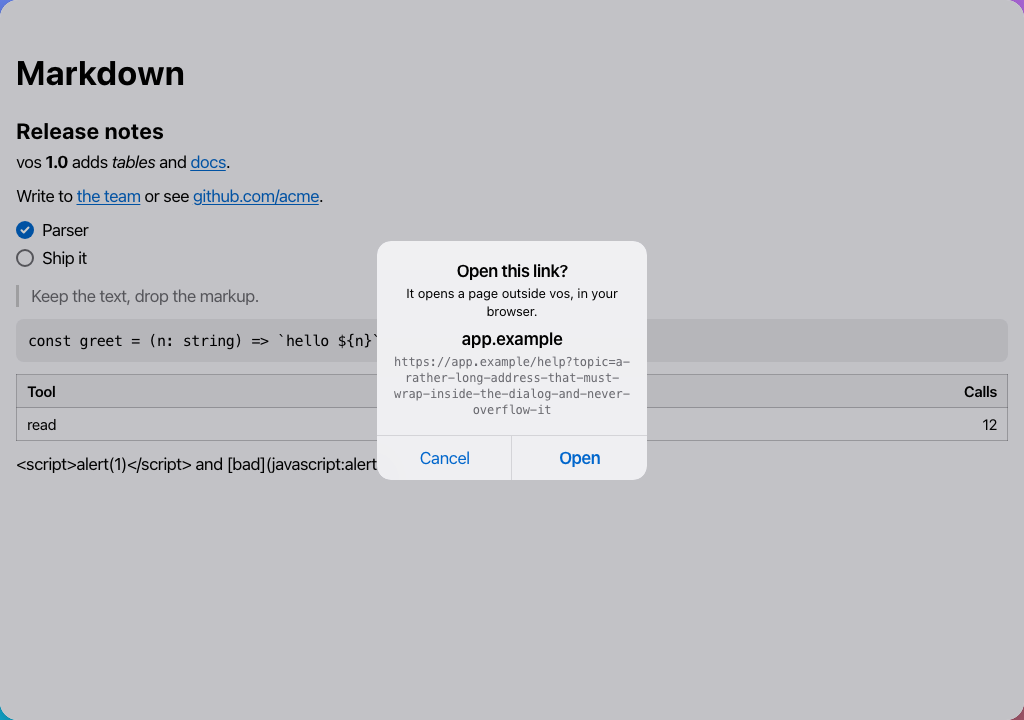 Markdown
Release notes
vos 1.0 adds tables and docs.
Write to the team or see github.com/acme.
Parser
Ship it
Keep the text, drop the markup.
const greet = (n: string) => `hello ${n}`
Tool Calls
read 12
<script>alert(1)</script> and [bad](javascript:alert
Open this link?
It opens a page outside vos, in your
browser.
app.example
https://app.example/help?topic=a-
rather-long-address-that-must-
wrap-inside-the-dialog-and-never-
overflow-it
Cancel Open